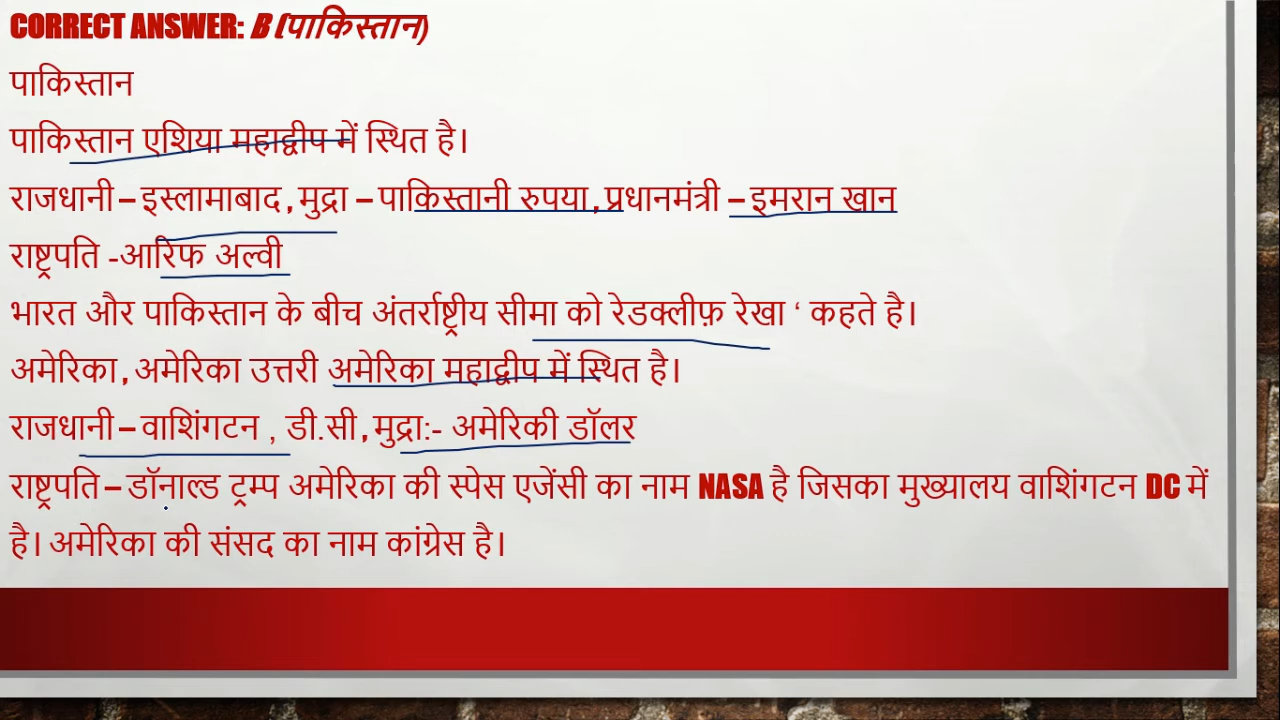 CORRECT ANSWER: B (पाकिस्तान)
पाकिस्तान
पाकिस्तान एशिया महाद्वीप में स्थित है।
राजधानी – इस्लामाबाद , मुद्रा – पाकिस्तानी रुपया , प्रधानमंत्री – इमरान खान
राष्ट्रपति -आरिफ अल्वी
भारत और पाकिस्तान के बीच अंतर्राष्ट्रीय सीमा को रेडक्लीफ़ रेखा ‘ कहते है।
अमेरिका , अमेरिका उत्तरी अमेरिका महाद्वीप में स्थित है।
राजधानी – वाशिंगटन , डी.सी , मुद्रा:- अमेरिकी डॉलर
राष्ट्रपति – डॉनाल्ड ट्रम्प अमेरिका की स्पेस एजेंसी का नाम NASA है जिसका मुख्यालय वाशिंगटन DC में
है। अमेरिका की संसद का नाम कांग्रेस है।